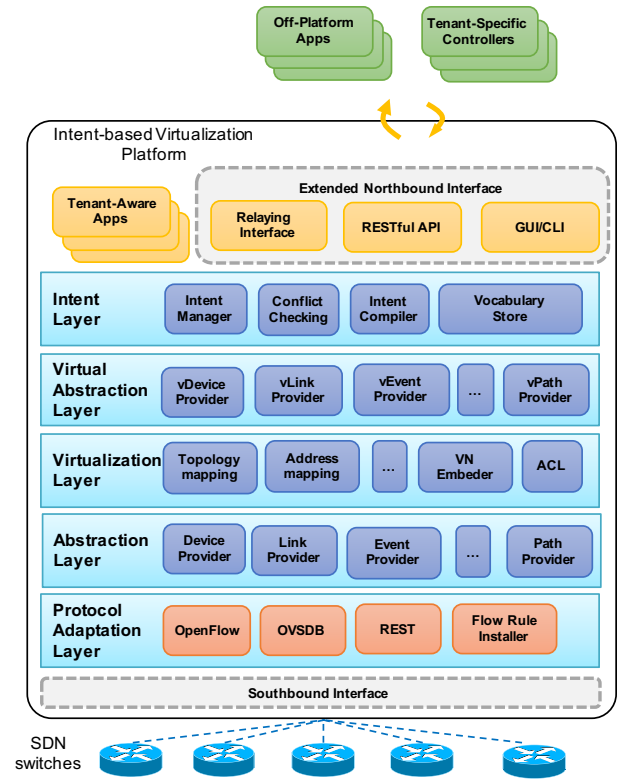 Off-Platform
Apps
Tenant-Specific
Controllers
Intent-based Virtualization
Platform
Tenant-Aware
Apps
Extended Northbound Interface
Relaying
Interface
RESTful API
GUI/CLI
Intent
Layer
Intent
Manager
Conflict
Checking
Intent
Compiler
Vocabulary
Store
Virtual
Abstraction
Layer
vDevice
Provider
vLink
Provider
vEvent
Provider
...
vPath
Provider
Virtualization
Layer
Topology
mapping
Address
mapping
...
VN
Embeder
ACL
Abstraction
Layer
Device
Provider
Link
Provider
Event
Provider
...
Path
Provider
Protocol
Adaptation
Layer
OpenFlow
OVSDB
REST
Flow Rule
Installer
Southbound Interface
SDN
switches